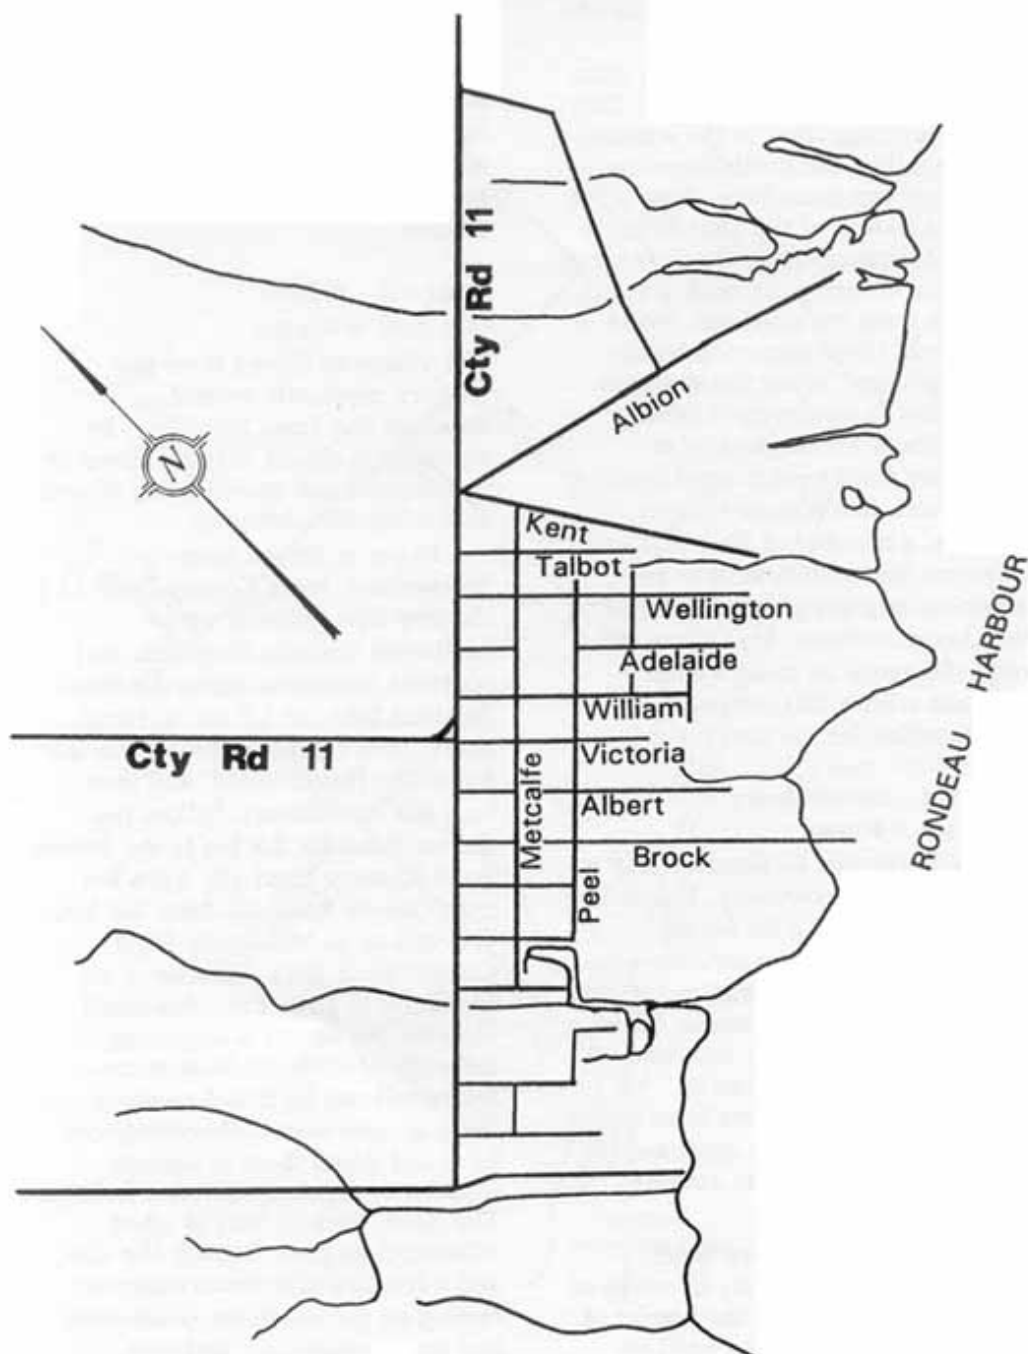 Cty Rd 11
Albion
N
Kent
Talbot
Wellington
Adelaide
William
Cty Rd 11
Victoria
Metcalfe
Albert
Brock
Peel
RONDEAU HARBOUR